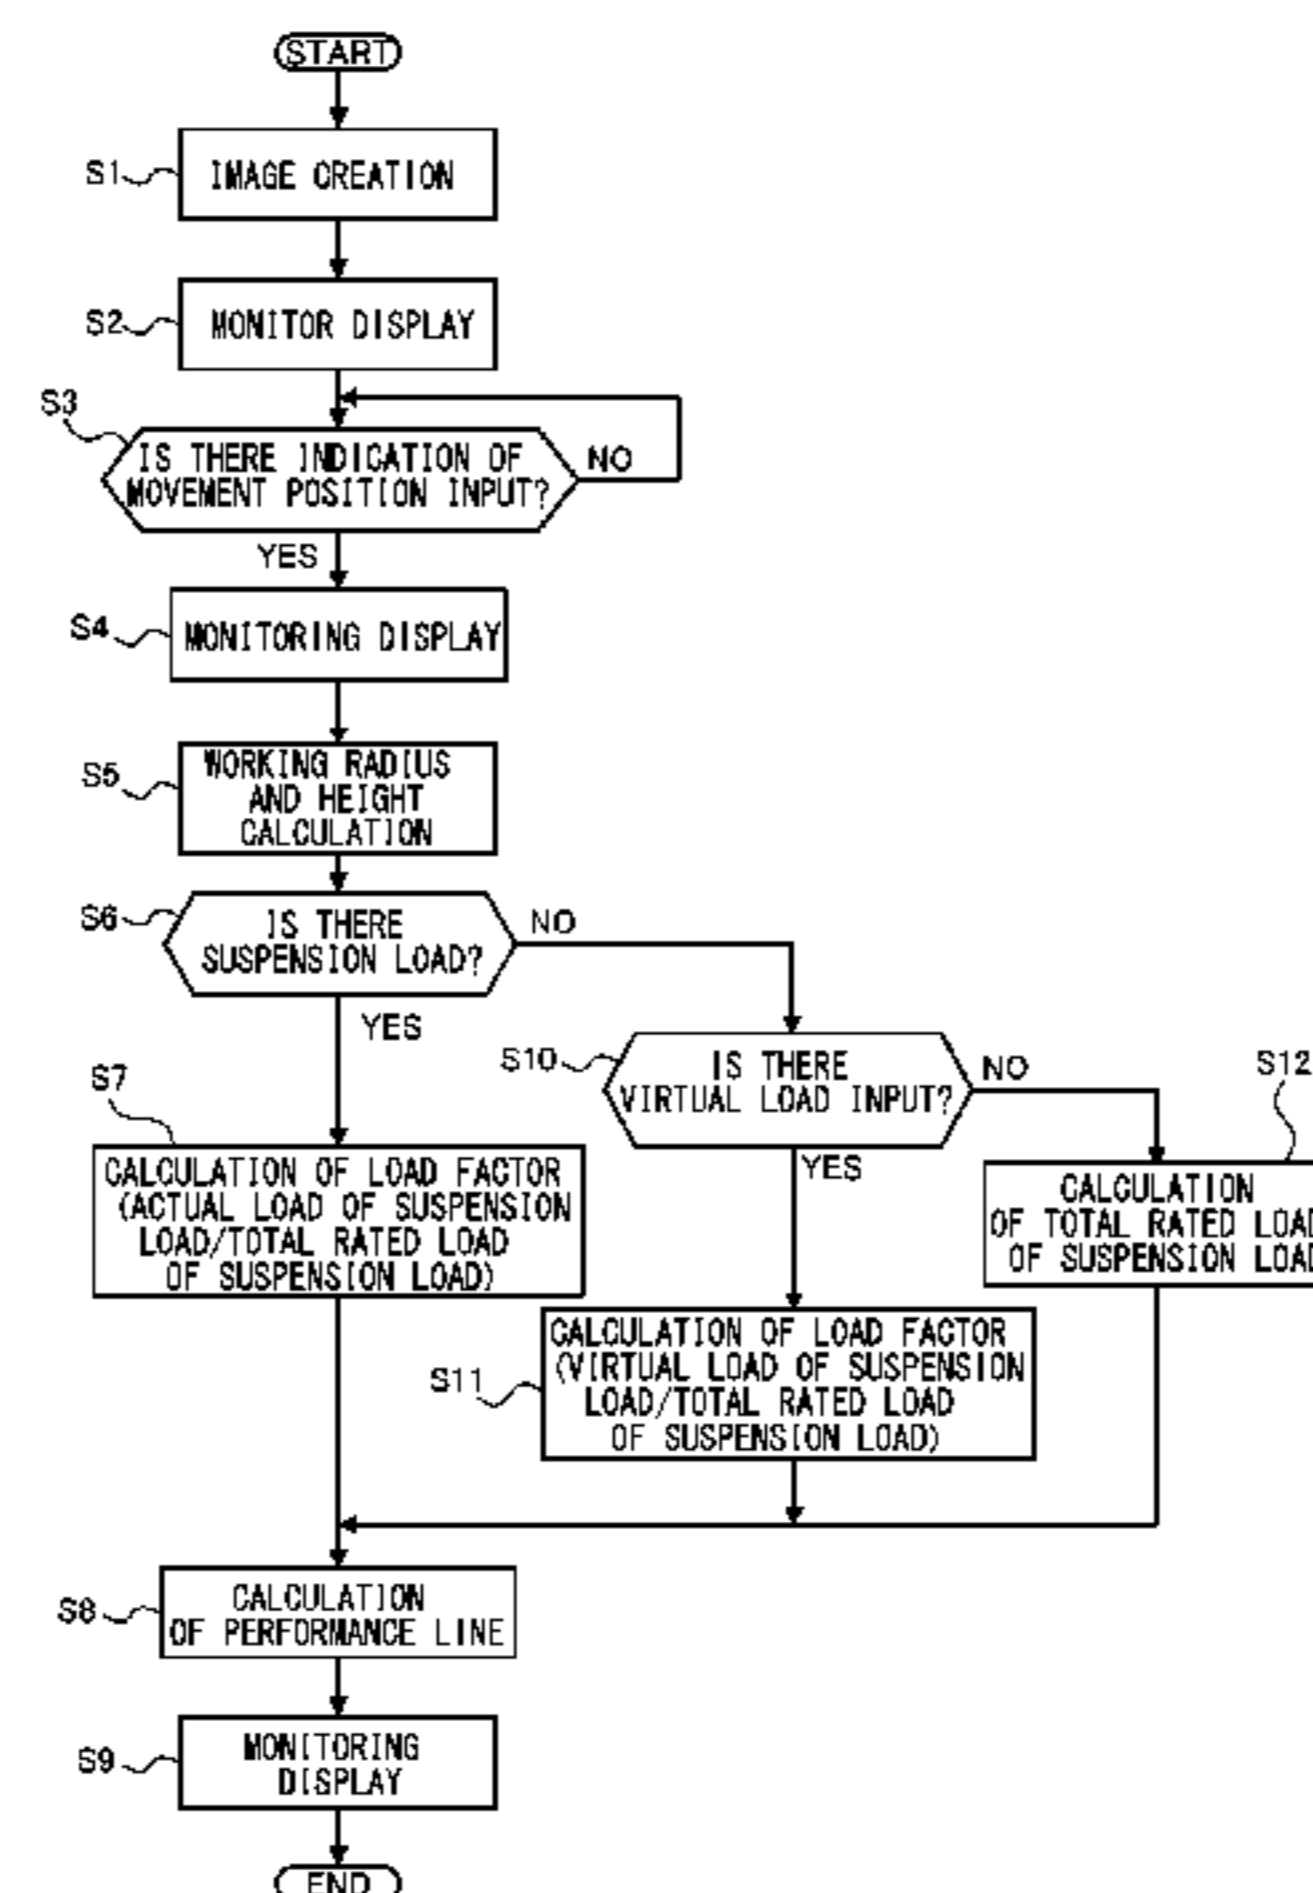 START
S1
IMAGE CREATION
S2
MONITOR DISPLAY
S3
IS THERE INDICATION OF
MOVEMENT POSITION INPUT?
NO
YES
S4
MONITORING DISPLAY
S5
WORKING RADIUS
AND HEIGHT
CALCULATION
S6
IS THERE
SUSPENSION LOAD?
NO
YES
S10
IS THERE
VIRTUAL LOAD INPUT?
NO
YES
S12
CALCULATION
OF TOTAL RATED LOAD
OF SUSPENSION LOAD
S7
CALCULATION OF LOAD FACTOR
(ACTUAL LOAD OF SUSPENSION
LOAD/TOTAL RATED LOAD
OF SUSPENSION LOAD)
S11
CALCULATION OF LOAD FACTOR
(VIRTUAL LOAD OF SUSPENSION
LOAD/TOTAL RATED LOAD
OF SUSPENSION LOAD)
S8
CALCULATION
OF PERFORMANCE LINE
S9
MONITORING
DISPLAY
END